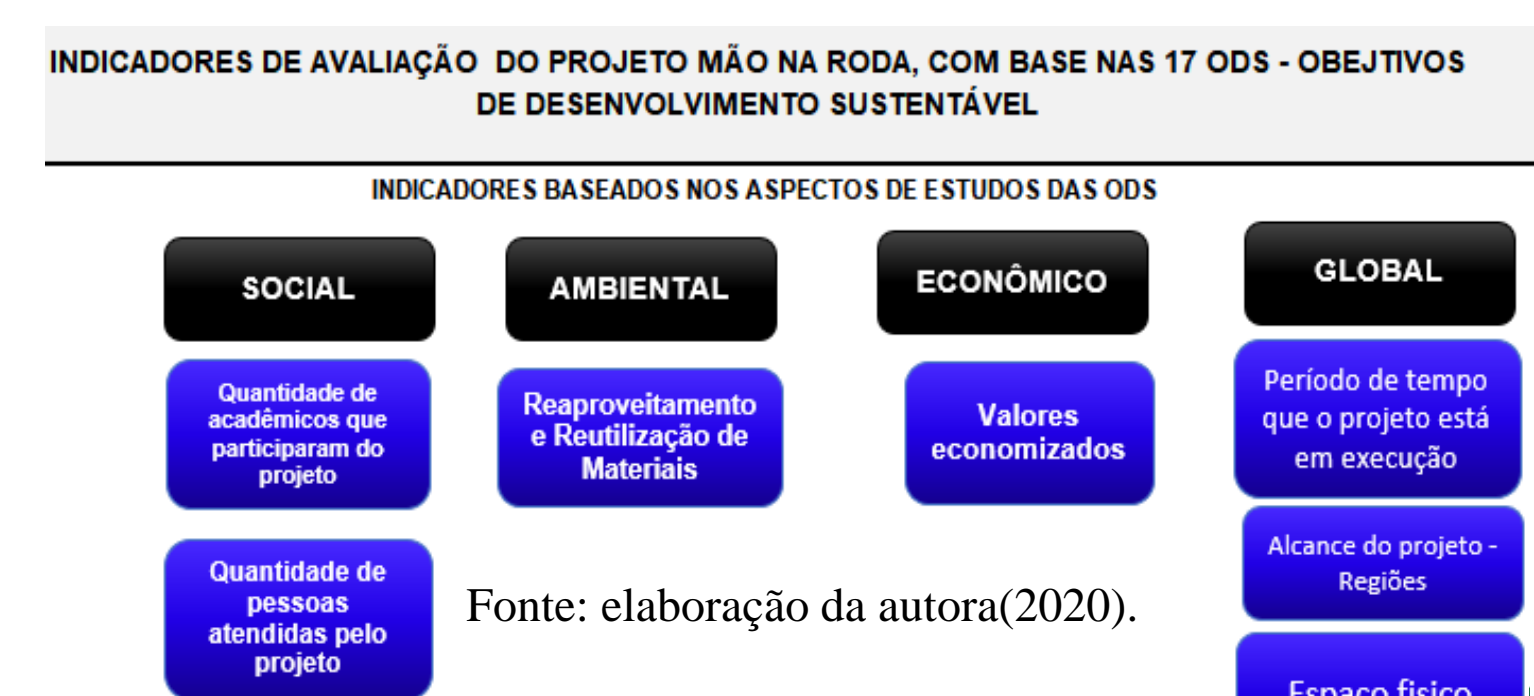 INDICADORES DE AVALIAÇÃO DO PROJETO MÃO NA RODA, COM BASE NAS 17 ODS - OBEJTIVOS
DE DESENVOLVIMENTO SUSTENTÁVEL
INDICADORES BASEADOS NOS ASPECTOS DE ESTUDOS DAS ODS
SOCIAL
Quantidade de
acadêmicos que
participaram do
projeto
Quantidade de
pessoas
atendidas pelo
projeto
AMBIENTAL
Reaproveitamento
e Reutilização de
Materiais
ECONÔMICO
Valores
economizados
GLOBAL
Período de tempo
que o projeto está
em execução
Alcance do projeto -
Regiões
Espaço fisico
Fonte: elaboração da autora(2020).